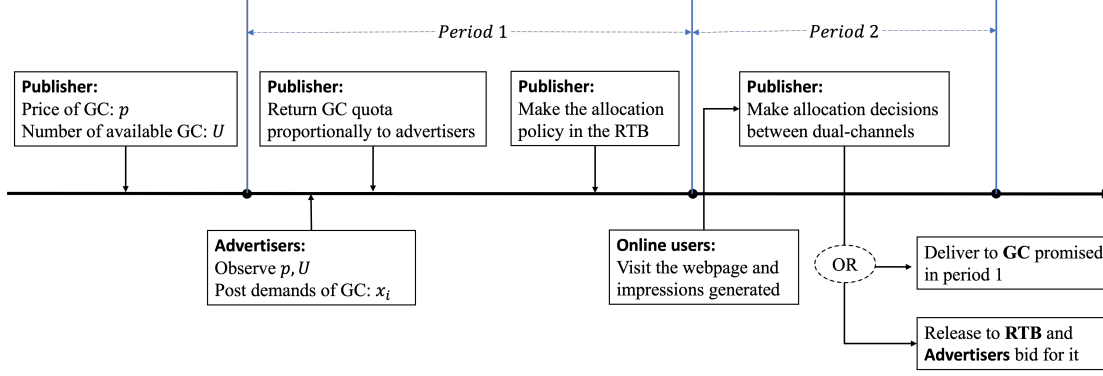 Period 1
Period 2
Publisher:
Price of GC: p
Number of available GC: U
Publisher:
Return GC quota
proportionally to advertisers
Publisher:
Make the allocation
policy in the RTB
Publisher:
Make allocation decisions
between dual-channels
Advertisers:
Observe p, U
Post demands of GC: xᵢ
Online users:
Visit the webpage and
impressions generated
OR
Deliver to GC promised
in period 1
Release to RTB and
Advertisers bid for it